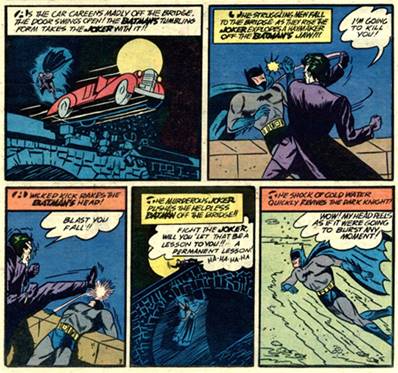 AS THE CAR CAREENS MADLY OFF THE BRIDGE,
THE DOOR SWINGS OPEN! THE BATMAN'S TUMBLING
FORM TAKES THE JOKER WITH IT!!
THE STRUGGLING MEN FALL
TO THE BRIDGE! AS THEY RISE THE
JOKER EXPLODES A HAYMAKER
OFF THE BATMAN'S JAW!!!
I'M GOING
TO KILL
YOU!
A WICKED KICK RAKES THE
BATMAN'S HEAD!
BLAST YOU
FALL!!
THE MURDEROUS JOKER
PUSHES THE HELPLESS
BATMAN OFF THE BRIDGE!!
FIGHT THE JOKER,
WILL YOU! LET THAT BE A
LESSON TO YOU!! - A
PERMANENT LESSON!
HA-HA-HA-HA
THE SHOCK OF COLD WATER
QUICKLY REVIVES THE DARK KNIGHT!
WOW! MY HEAD FEELS
AS IF IT WERE GOING
TO BURST ANY
MOMENT!